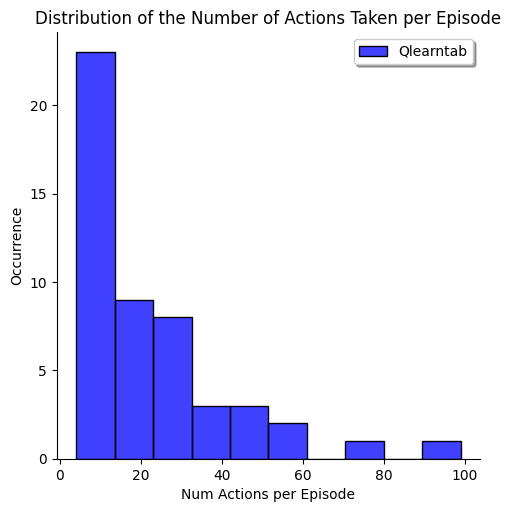 Distribution of the Number of Actions Taken per Episode
Qlearntab
Occurrence
20
15
10
5
0
0 20 40 60 80 100
Num Actions per Episode